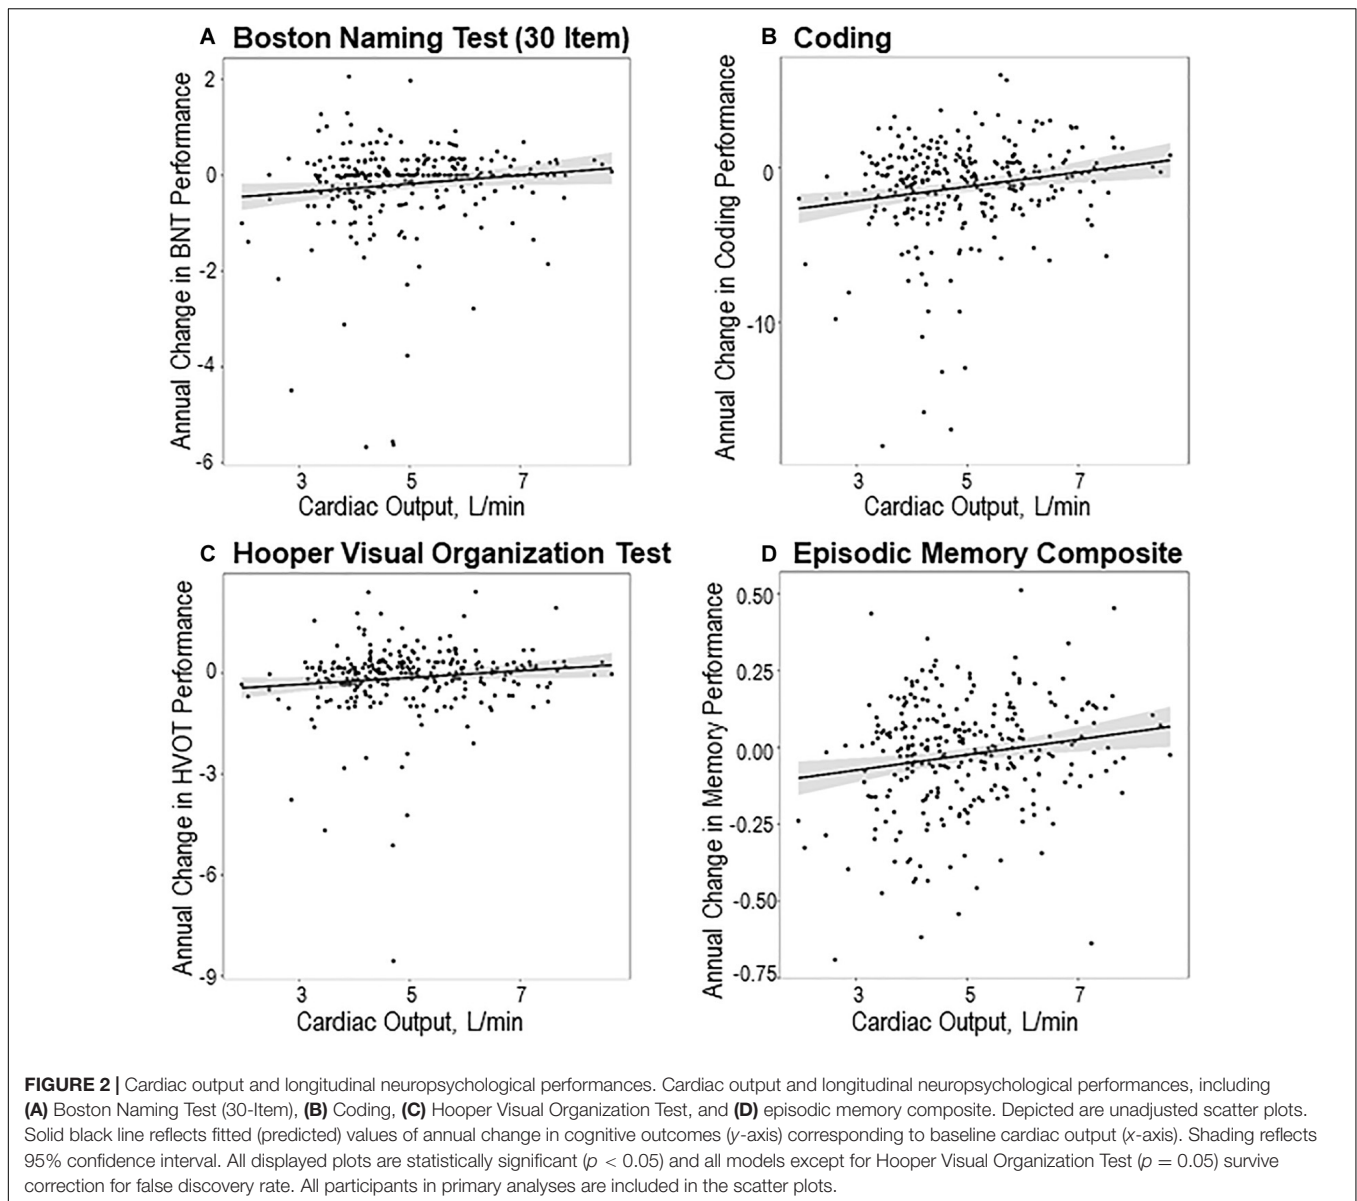 A Boston Naming Test (30 Item)
Annual Change in BNT Performance
2
0
-2
-4
-6
3 5 7
Cardiac Output, L/min
B Coding
Annual Change in Coding Performance
0
-10
3 5 7
Cardiac Output, L/min
C Hooper Visual Organization Test
Annual Change in HVOT Performance
0
-3
-6
-9
3 5 7
Cardiac Output, L/min
D Episodic Memory Composite
Annual Change in Memory Performance
0.50
0.25
0.00
-0.25
-0.50
-0.75
3 5 7
Cardiac Output, L/min
FIGURE 2 | Cardiac output and longitudinal neuropsychological performances. Cardiac output and longitudinal neuropsychological performances, including
(A) Boston Naming Test (30-Item), (B) Coding, (C) Hooper Visual Organization Test, and (D) episodic memory composite. Depicted are unadjusted scatter plots.
Solid black line reflects fitted (predicted) values of annual change in cognitive outcomes (y-axis) corresponding to baseline cardiac output (x-axis). Shading reflects
95% confidence interval. All displayed plots are statistically significant (p < 0.05) and all models except for Hooper Visual Organization Test (p = 0.05) survive
correction for false discovery rate. All participants in primary analyses are included in the scatter plots.